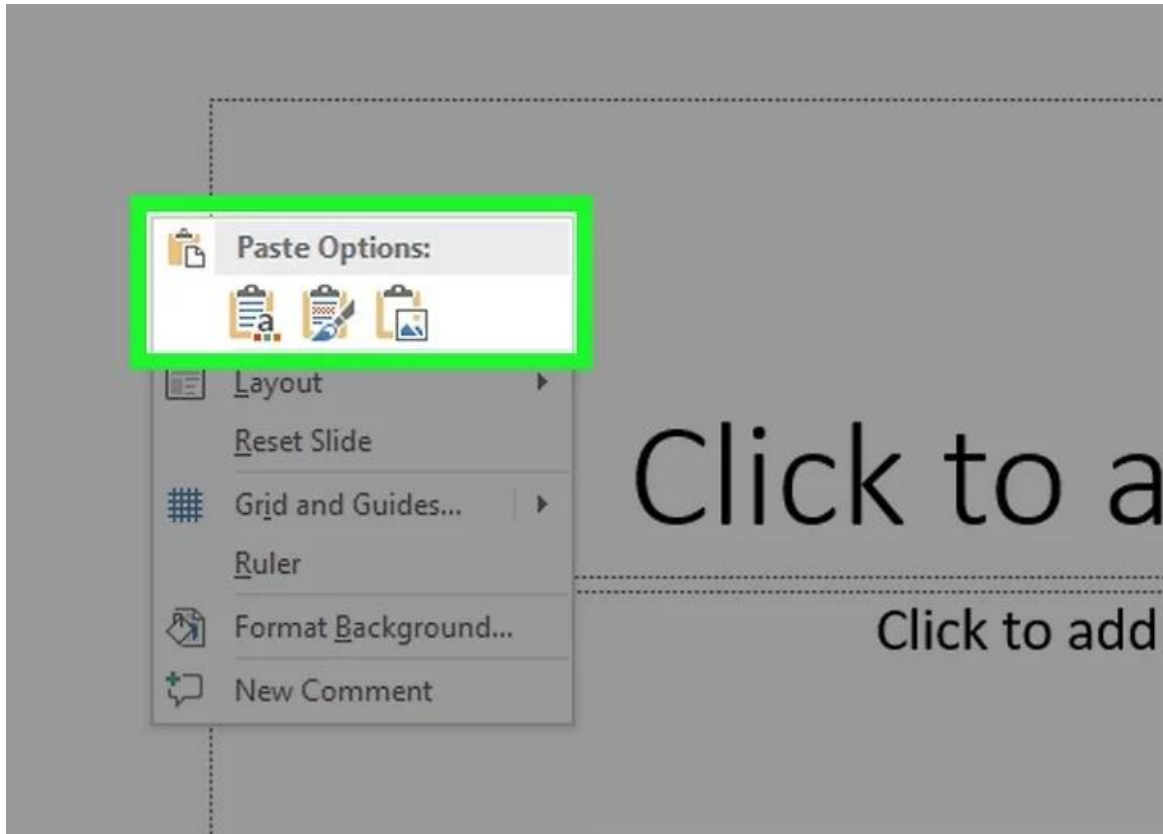 Paste Options:
a
Layout
Reset Slide
Grid and Guides...
Ruler
Format Background...
New Comment
Click to a
Click to add